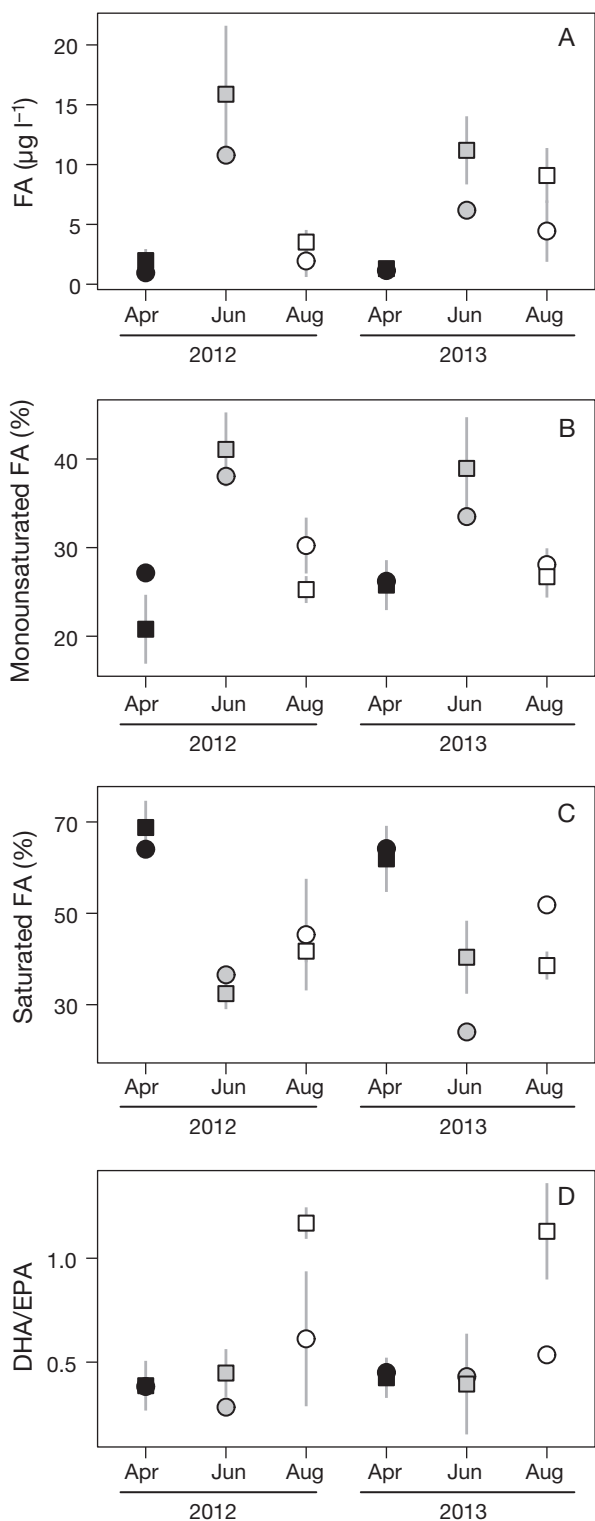 A
20
15
10
5
0
FA (µg l⁻¹)
Apr Jun Aug Apr Jun Aug
2012 2013
B
40
30
20
Monounsaturated FA (%)
Apr Jun Aug Apr Jun Aug
2012 2013
C
70
50
30
Saturated FA (%)
Apr Jun Aug Apr Jun Aug
2012 2013
D
1.0
0.5
DHA/EPA
Apr Jun Aug Apr Jun Aug
2012 2013